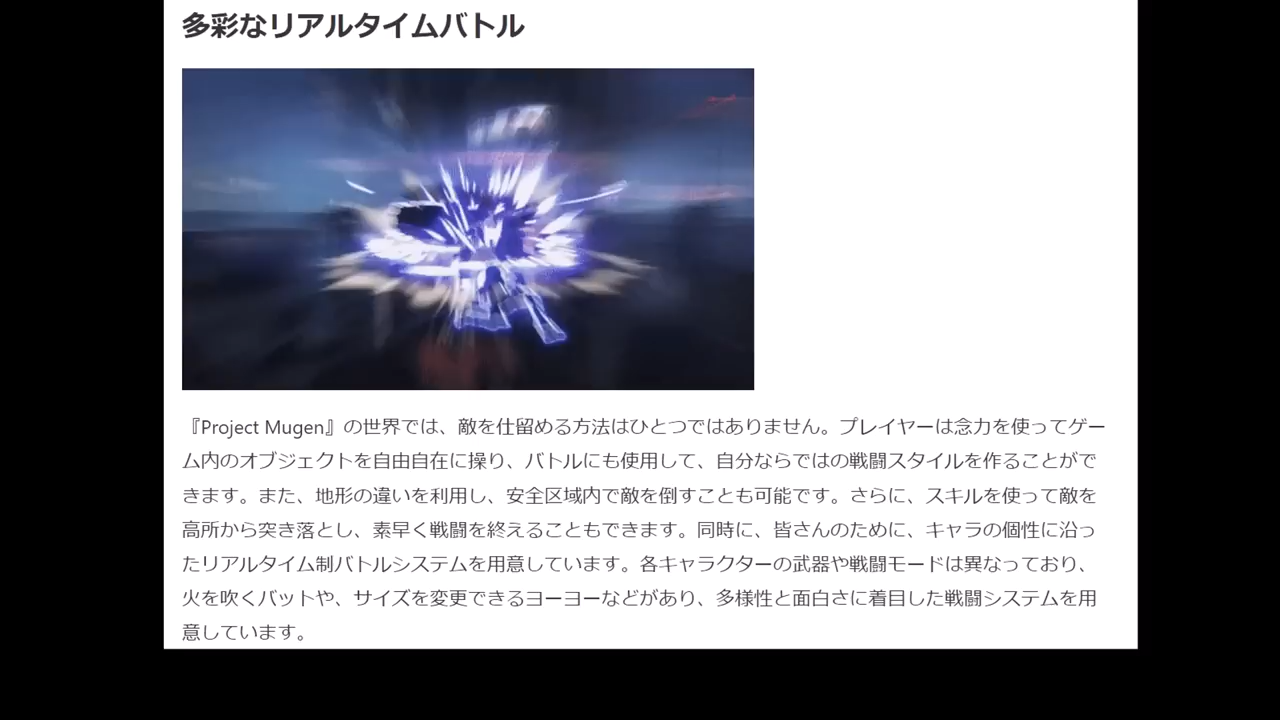 多彩なリアルタイムバトル
『Project Mugen』の世界では、敵を仕留める方法はひとつではありません。プレイヤーは念力を使ってゲー
ム内のオブジェクトを自由自在に操り、バトルにも使用して、自分ならではの戦闘スタイルを作ることがで
きます。また、地形の違いを利用し、安全区域内で敵を倒すことも可能です。さらに、スキルを使って敵を
高所から突き落とし、素早く戦闘を終えることもできます。同時に、皆さんのために、キャラの個性に沿っ
たリアルタイム制バトルシステムを用意しています。各キャラクターの武器や戦闘モードは異なっており、
火を吹くバットや、サイズを変更できるヨーヨーなどがあり、多様性と面白さに着目した戦闘システムを用
意しています。